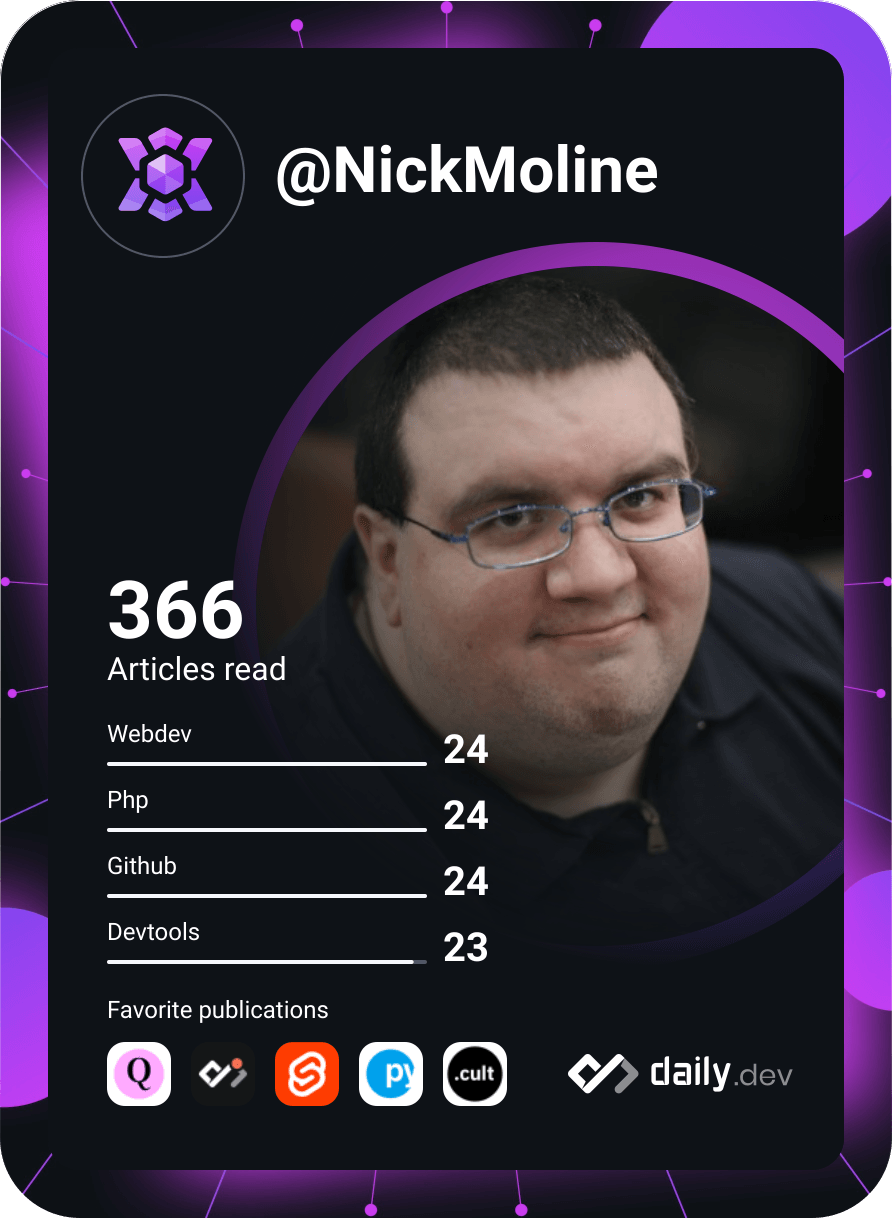 @NickMoline
366
Articles read
Webdev
24
Php
24
Github
24
Devtools
23
Favorite publications
Q
py
.cult
daily.dev